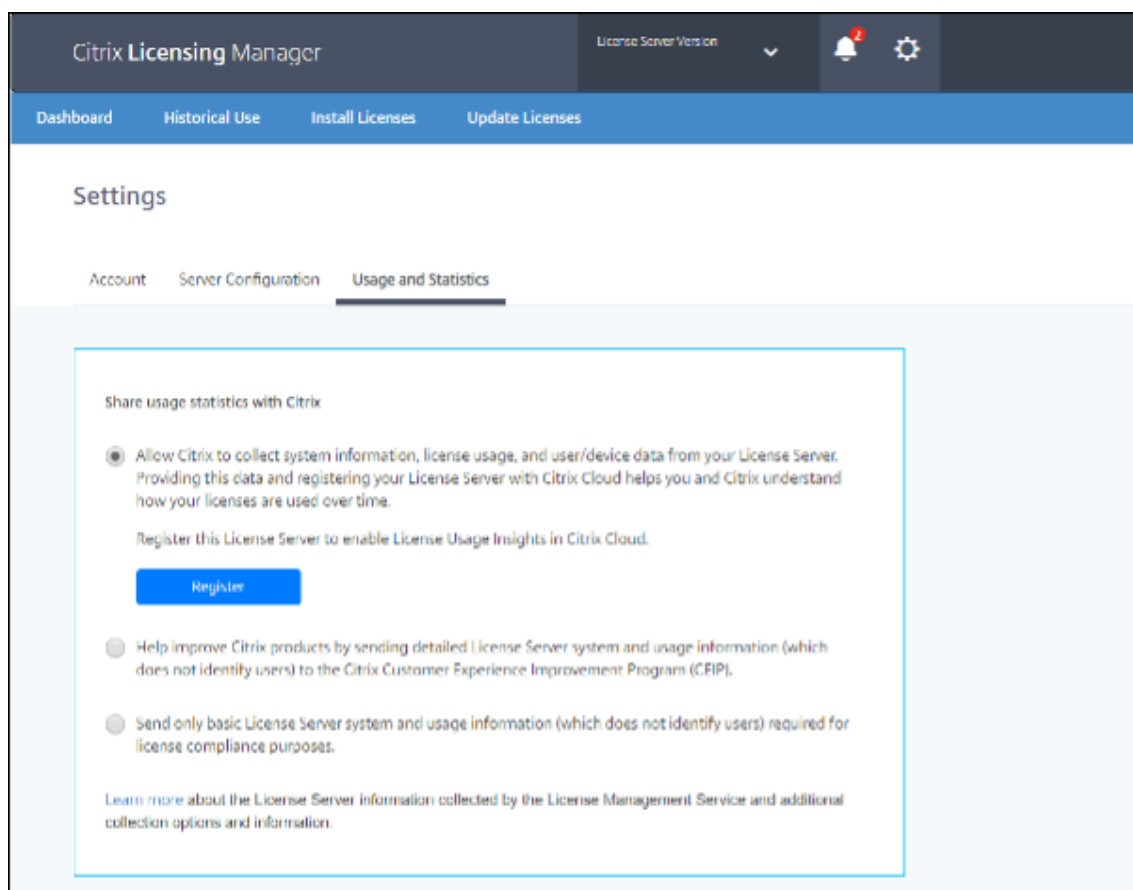 Citrix Licensing Manager
License Server Version
2
Dashboard Historical Use Install Licenses Update Licenses
Settings
Account Server Configuration Usage and Statistics
Share usage statistics with Citrix
Allow Citrix to collect system information, license usage, and user/device data from your License Server.
Providing this data and registering your License Server with Citrix Cloud helps you and Citrix understand
how your licenses are used over time.
Register this License Server to enable License Usage Insights in Citrix Cloud.
Register
Help improve Citrix products by sending detailed License Server system and usage information (which
does not identify users) to the Citrix Customer Experience Improvement Program (CEIP).
Send only basic License Server system and usage information (which does not identify users) required for
license compliance purposes.
Learn more about the License Server information collected by the License Management Service and additional
collection options and information.